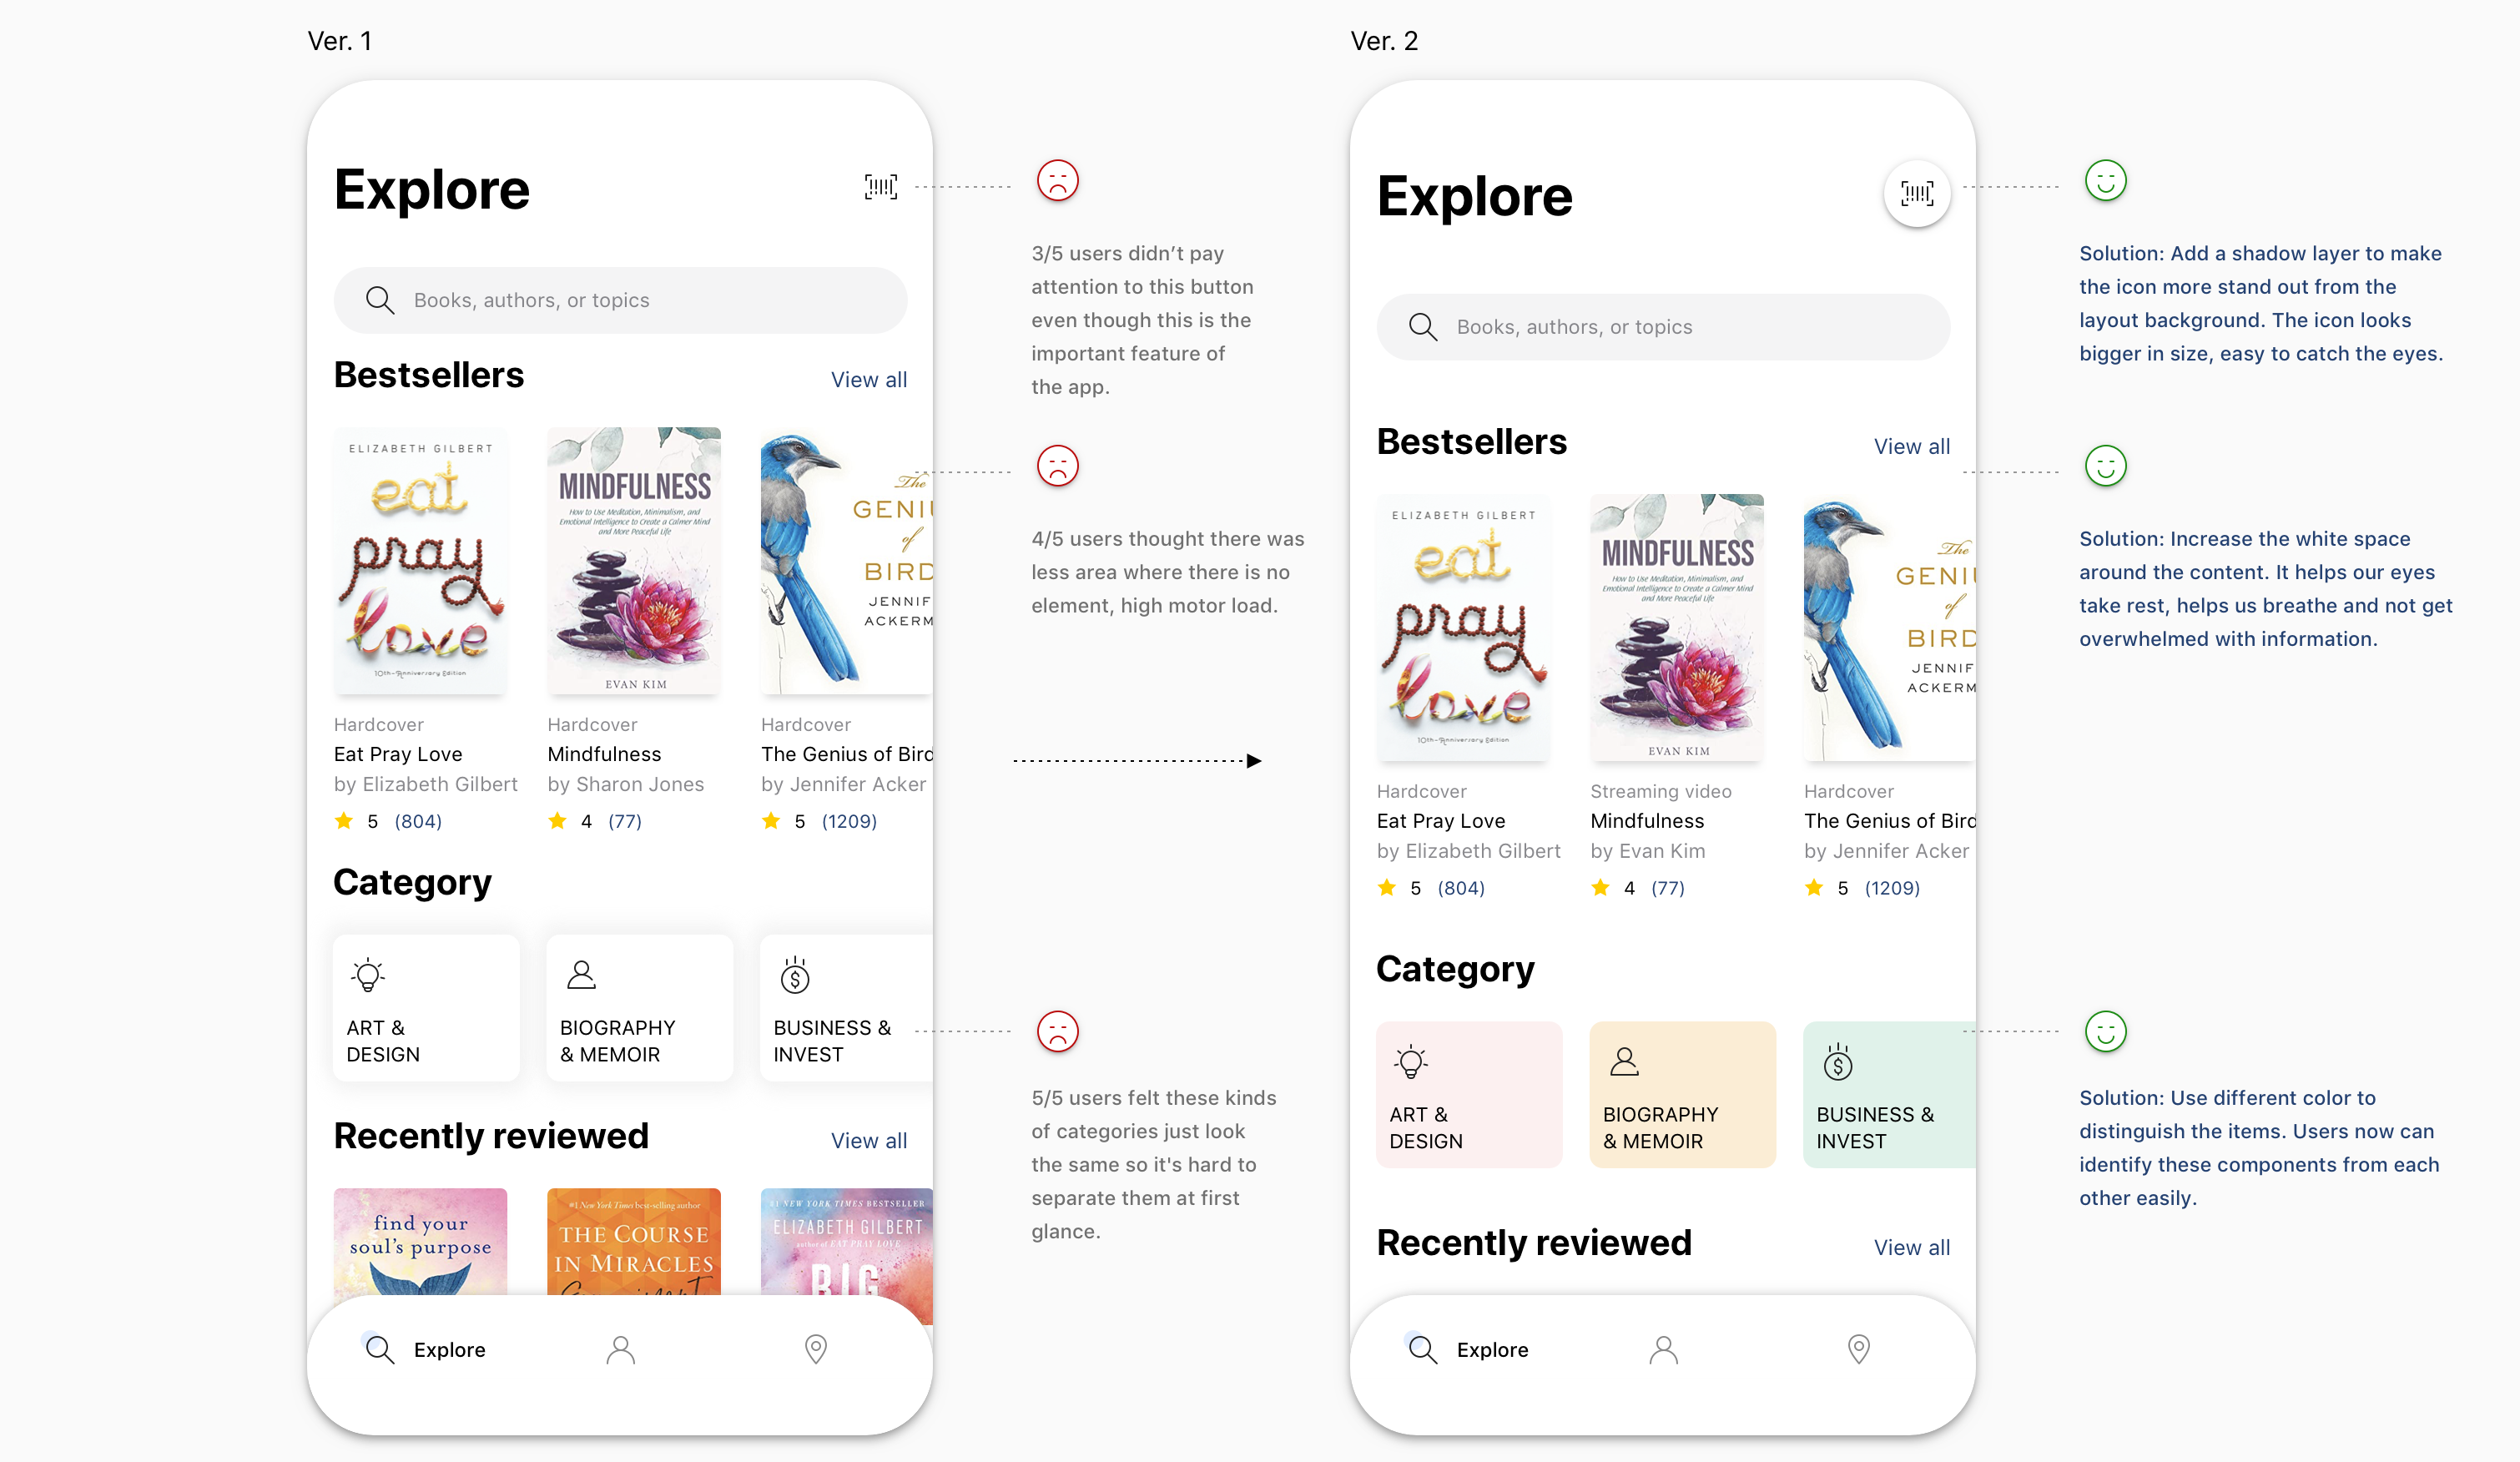 Ver. 1
Explore
Books, authors, or topics
Bestsellers
View all
ELIZABETH GILBERT
eat
pray
love
10th-Anniversary Edition
MINDFULNESS
How to Use Meditation, Minimalism, and
Emotional Intelligence to Create a Calmer Mind
and More Peaceful Life
EVAN KIM
The
GENIU
of
BIRD
JENNIF
ACKERM
Hardcover
Eat Pray Love
by Elizabeth Gilbert
5 (804)
Hardcover
Mindfulness
by Sharon Jones
4 (77)
Hardcover
The Genius of Bird
by Jennifer Acker
5 (1209)
Category
ART &
DESIGN
BIOGRAPHY
& MEMOIR
BUSINESS &
INVEST
Recently reviewed
View all
find your
soul's purpose
#1 New York Times best-selling author
THE COURSE
IN MIRACLES
#1 NEW YORK TIMES BESTSELLER
ELIZABETH GILBERT
author of EAT PRAY LOVE
BIG
Explore
3/5 users didn’t pay
attention to this button
even though this is the
important feature of
the app.
4/5 users thought there was
less area where there is no
element, high motor load.
5/5 users felt these kinds
of categories just look
the same so it's hard to
separate them at first
glance.
Ver. 2
Explore
Books, authors, or topics
Bestsellers
View all
ELIZABETH GILBERT
eat
pray
love
10th-Anniversary Edition
MINDFULNESS
How to Use Meditation, Minimalism, and
Emotional Intelligence to Create a Calmer Mind
and More Peaceful Life
EVAN KIM
The
GENIU
of
BIRD
JENNIF
ACKERM
Hardcover
Eat Pray Love
by Elizabeth Gilbert
5 (804)
Streaming video
Mindfulness
by Evan Kim
4 (77)
Hardcover
The Genius of Bird
by Jennifer Acker
5 (1209)
Category
ART &
DESIGN
BIOGRAPHY
& MEMOIR
BUSINESS &
INVEST
Recently reviewed
View all
Explore
Solution: Add a shadow layer to make
the icon more stand out from the
layout background. The icon looks
bigger in size, easy to catch the eyes.
Solution: Increase the white space
around the content. It helps our eyes
take rest, helps us breathe and not get
overwhelmed with information.
Solution: Use different color to
distinguish the items. Users now can
identify these components from each
other easily.